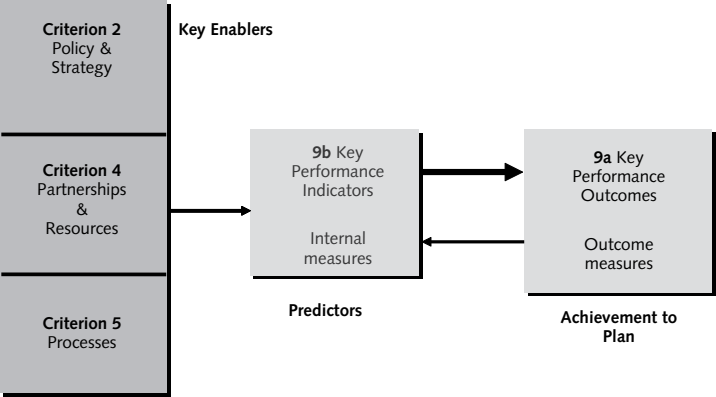 Criterion 2
Policy &
Strategy
Key Enablers
Criterion 4
Partnerships
&
Resources
Criterion 5
Processes
9b Key
Performance
Indicators
Internal
measures
Predictors
9a Key
Performance
Outcomes
Outcome
measures
Achievement to
Plan